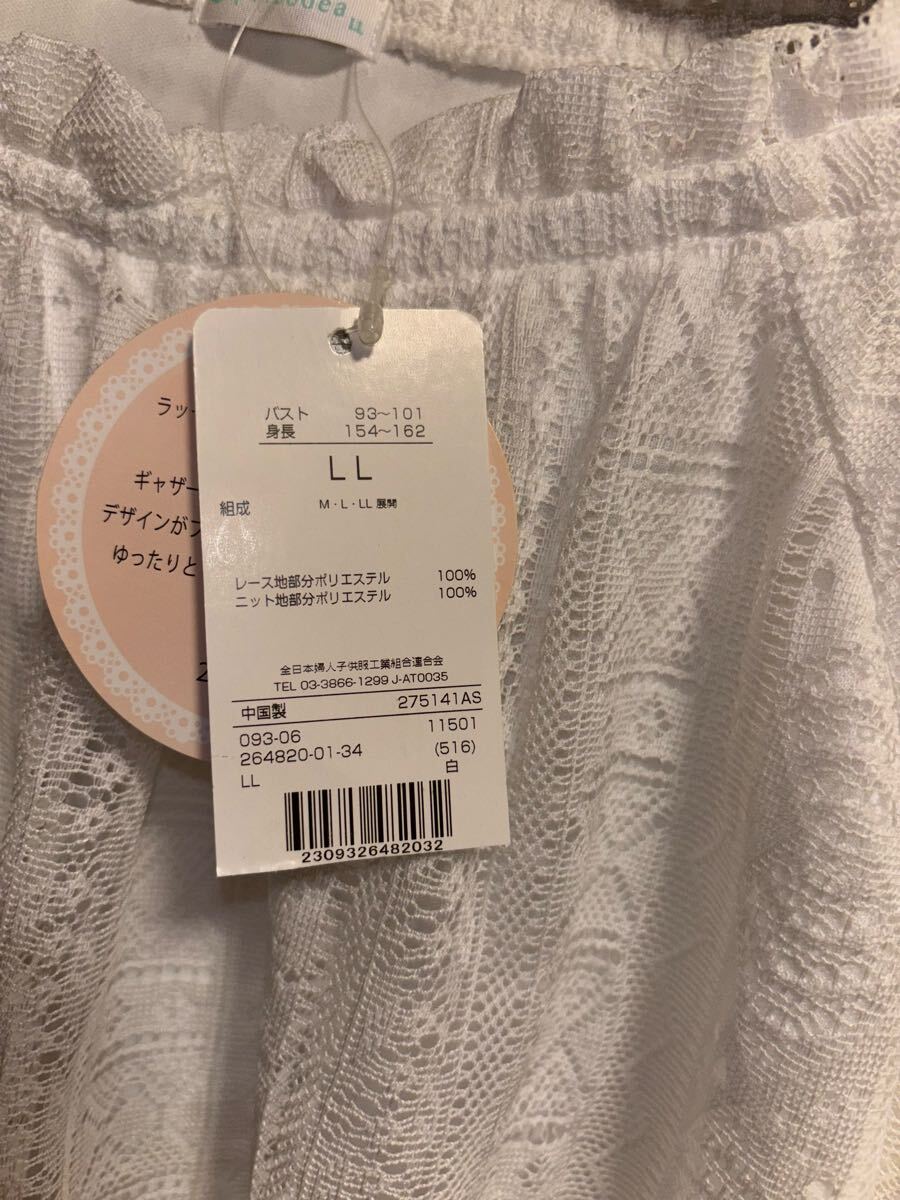 ラッ
ギャザー
デザインが
ゆったりと
バスト 93~101
身長 154~162
LL
組成 M・L・LL 展開
レース地部分ポリエステル 100%
ニット地部分ポリエステル 100%
全日本婦人子供服工業組合連合会
TEL 03-3866-1299 J-AT0035
中国製 275141AS
093-06 11501
264820-01-34 (516)
LL 白
2309326482032